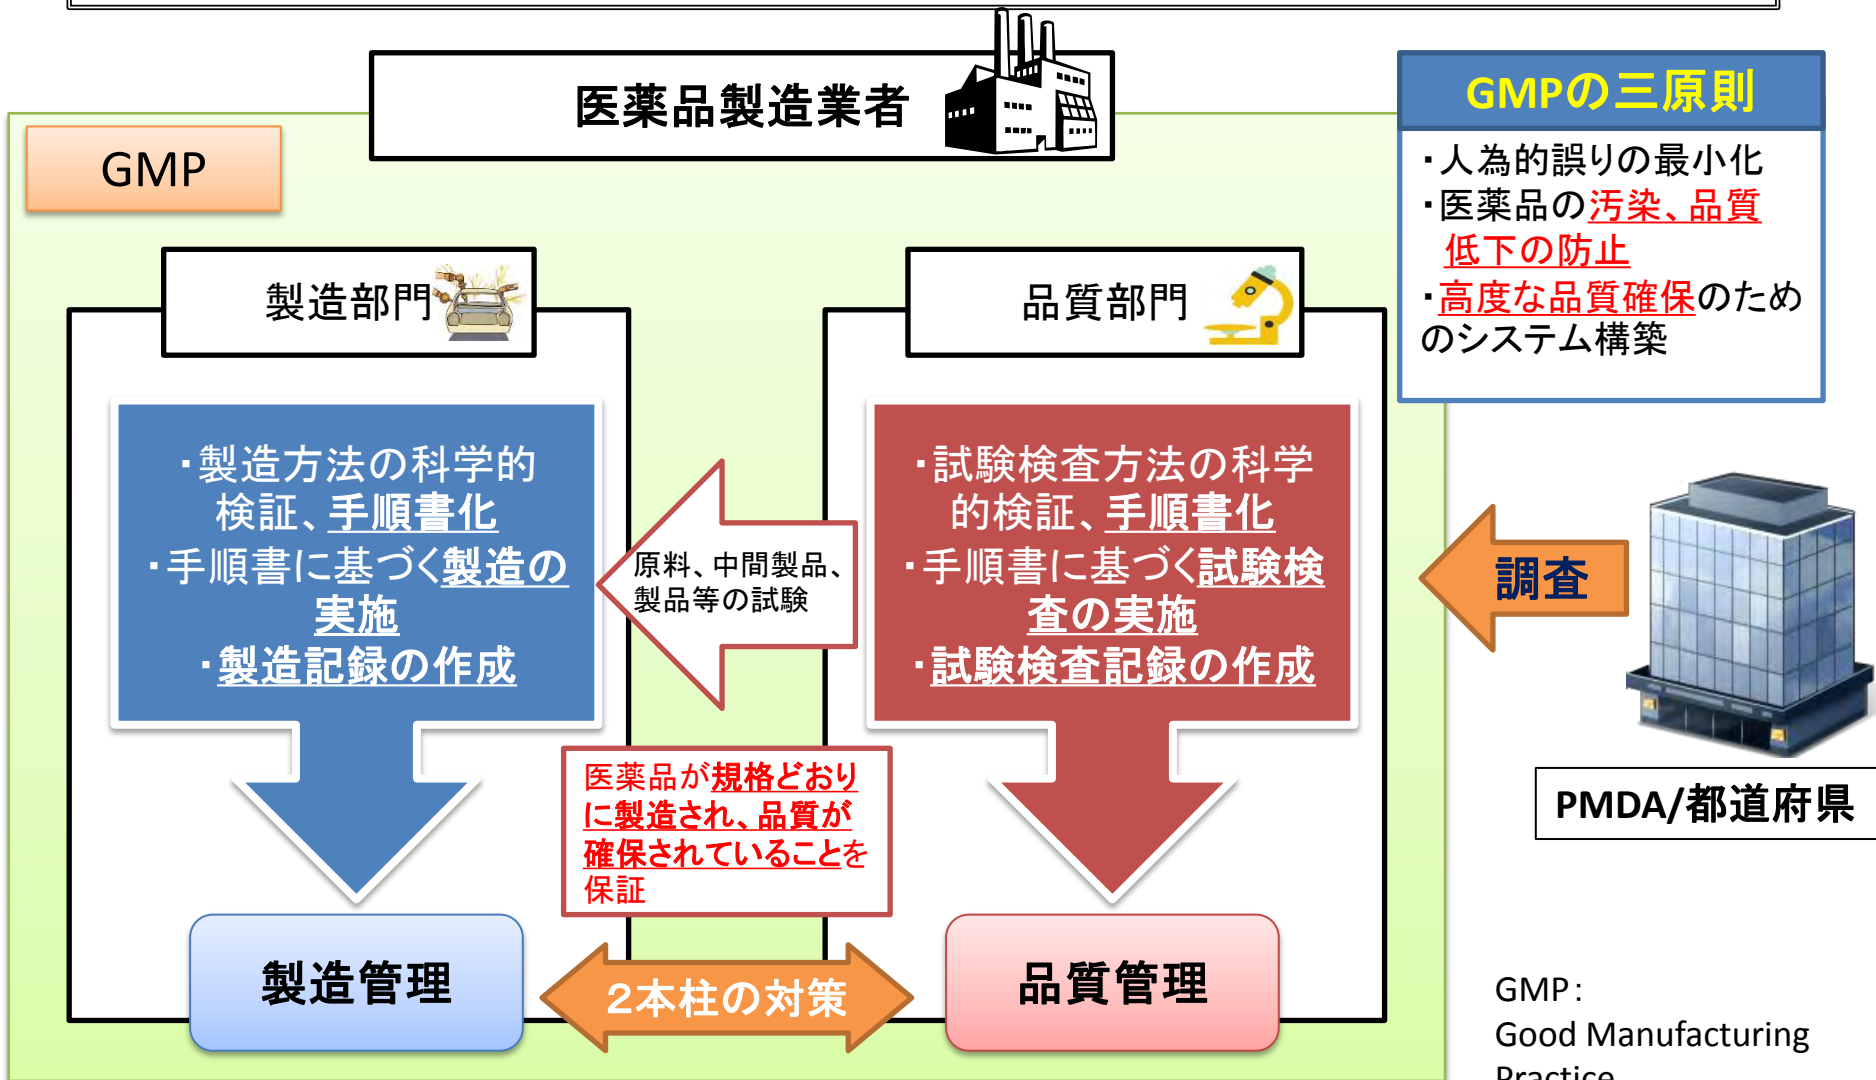 医薬品製造業者
GMPの三原則
・人為的誤りの最小化
・医薬品の汚染、品質
低下の防止
・高度な品質確保のため
のシステム構築
GMP
製造部門
・製造方法の科学的
検証、手順書化
・手順書に基づく製造の
実施
・製造記録の作成
原料、中間製品、
製品等の試験
品質部門
・試験検査方法の科学
的検証、手順書化
・手順書に基づく試験検
査の実施
・試験検査記録の作成
調査
PMDA/都道府県
医薬品が規格どおり
に製造され、品質が
確保されていることを
保証
製造管理
2本柱の対策
品質管理
GMP：
Good Manufacturing
Practice